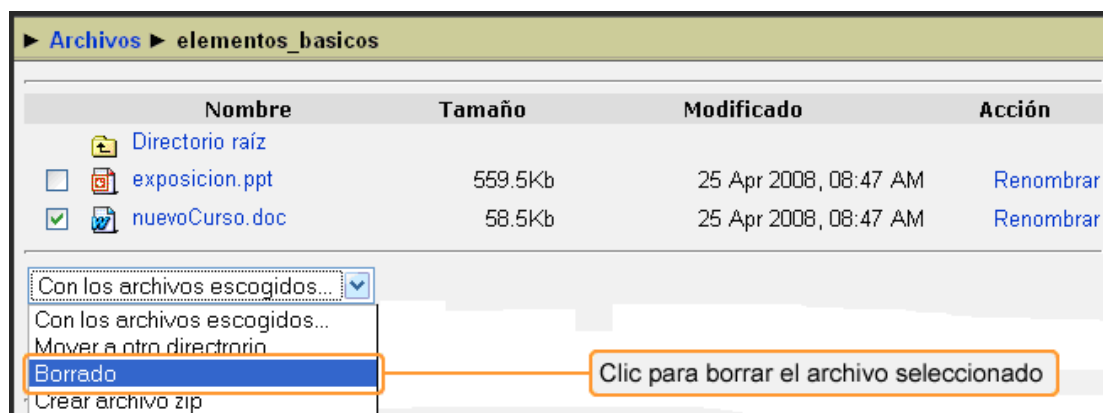 ► Archivos ► elementos_basicos
Nombre Tamaño Modificado Acción
Directorio raíz
exposicion.ppt 559.5Kb 25 Apr 2008, 08:47 AM Renombrar
nuevoCurso.doc 58.5Kb 25 Apr 2008, 08:47 AM Renombrar
Con los archivos escogidos...
Con los archivos escogidos...
Mover a otro directrorio
Borrado Clic para borrar el archivo seleccionado
Crear archivo zip